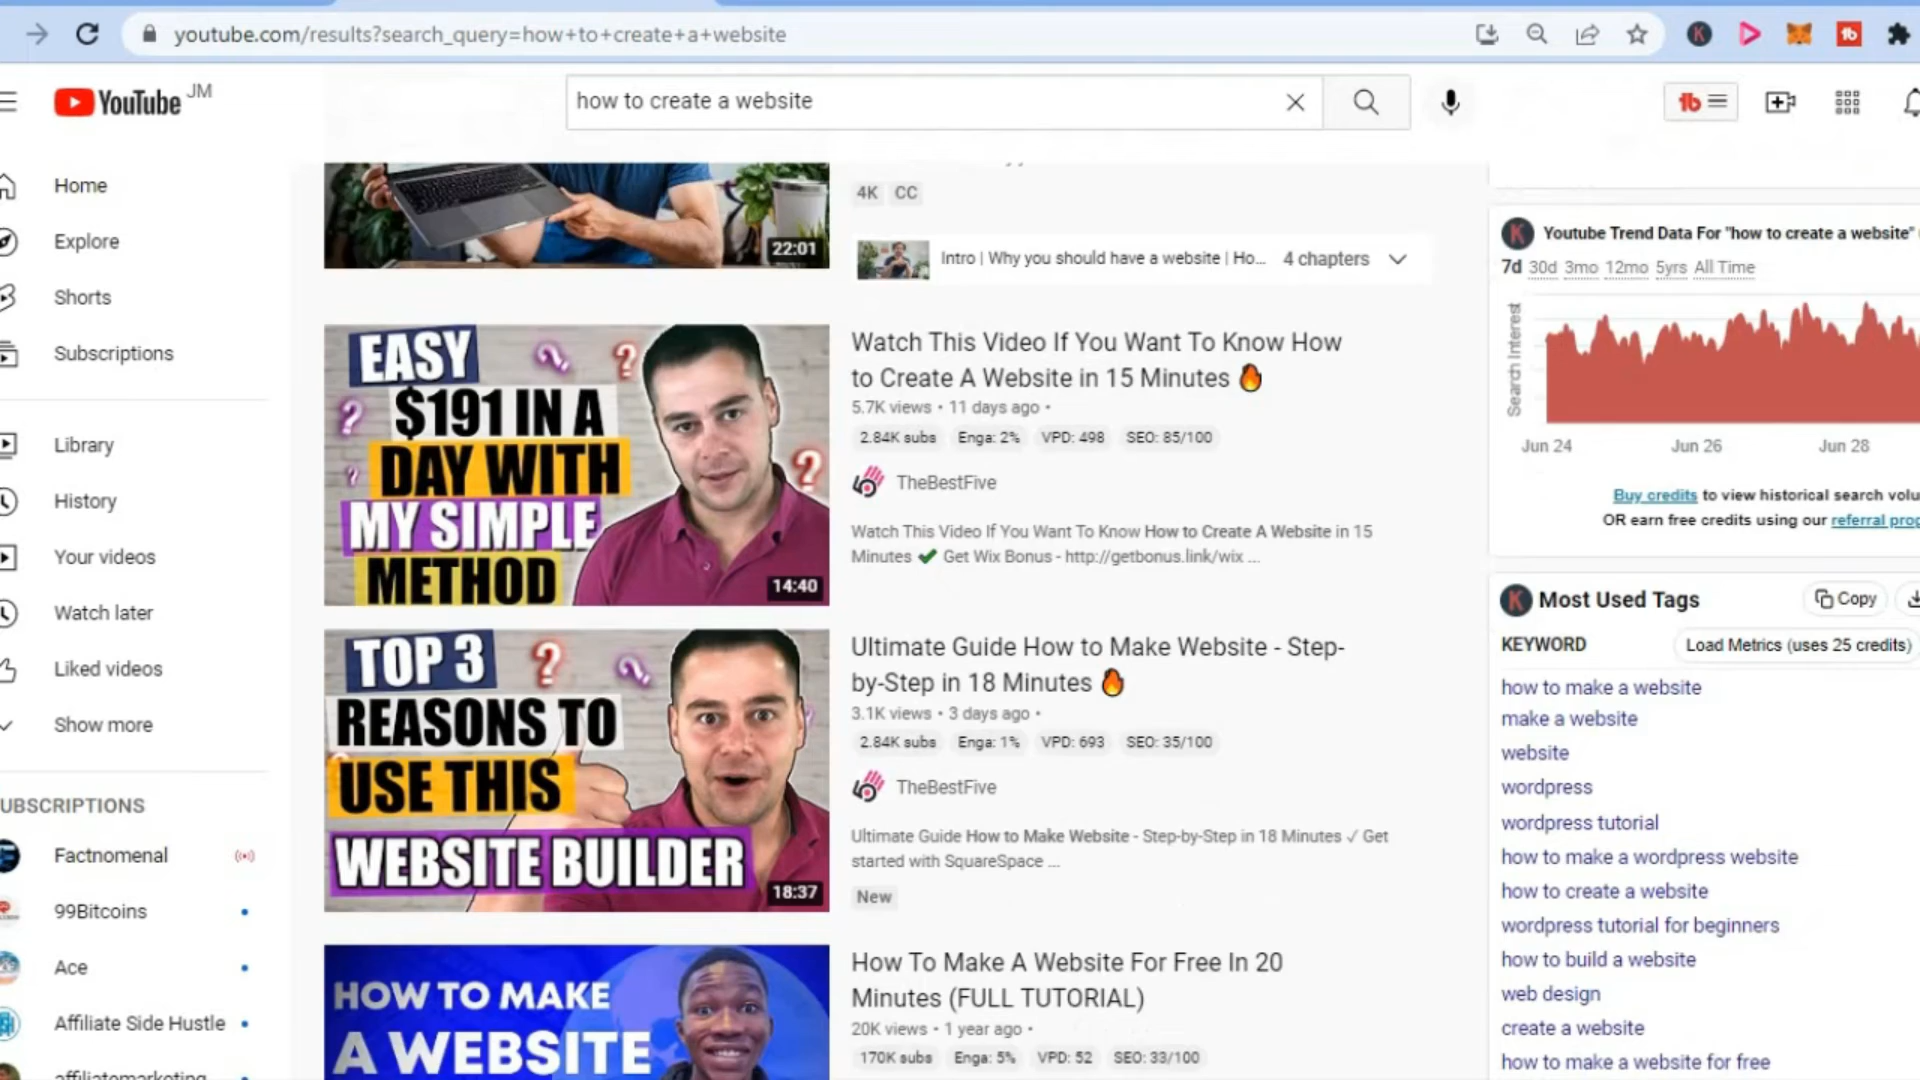 youtube.com/results?search_query=how+to+create+a+website
YouTube JM
how to create a website
Home
Explore
Shorts
Subscriptions
Library
History
Your videos
Watch later
Liked videos
Show more
UBSCRIPTIONS
Factnomenal
99Bitcoins
Ace
Affiliate Side Hustle
affiliatemarketing
22:01
4K CC
Intro | Why you should have a website | Ho... 4 chapters
EASY
$191 IN A
DAY WITH
MY SIMPLE
METHOD
14:40
Watch This Video If You Want To Know How
to Create A Website in 15 Minutes 🔥
5.7K views • 11 days ago •
2.84K subs Enga: 2% VPD: 498 SEO: 85/100
TheBestFive
Watch This Video If You Want To Know How to Create A Website in 15
Minutes ✔ Get Wix Bonus - http://getbonus.link/wix ...
TOP 3
REASONS TO
USE THIS
WEBSITE BUILDER
18:37
Ultimate Guide How to Make Website - Step-
by-Step in 18 Minutes 🔥
3.1K views • 3 days ago •
2.84K subs Enga: 1% VPD: 693 SEO: 35/100
TheBestFive
Ultimate Guide How to Make Website - Step-by-Step in 18 Minutes ✓ Get
started with SquareSpace ...
New
HOW TO MAKE
A WEBSITE
How To Make A Website For Free In 20
Minutes (FULL TUTORIAL)
20K views • 1 year ago •
170K subs Enga: 5% VPD: 52 SEO: 33/100
Youtube Trend Data For "how to create a website"
7d 30d 3mo 12mo 5yrs All Time
Search Interest
Jun 24 Jun 26 Jun 28
Buy credits to view historical search volu
OR earn free credits using our referral prog
Most Used Tags Copy
KEYWORD Load Metrics (uses 25 credits)
how to make a website
make a website
website
wordpress
wordpress tutorial
how to make a wordpress website
how to create a website
wordpress tutorial for beginners
how to build a website
web design
create a website
how to make a website for free